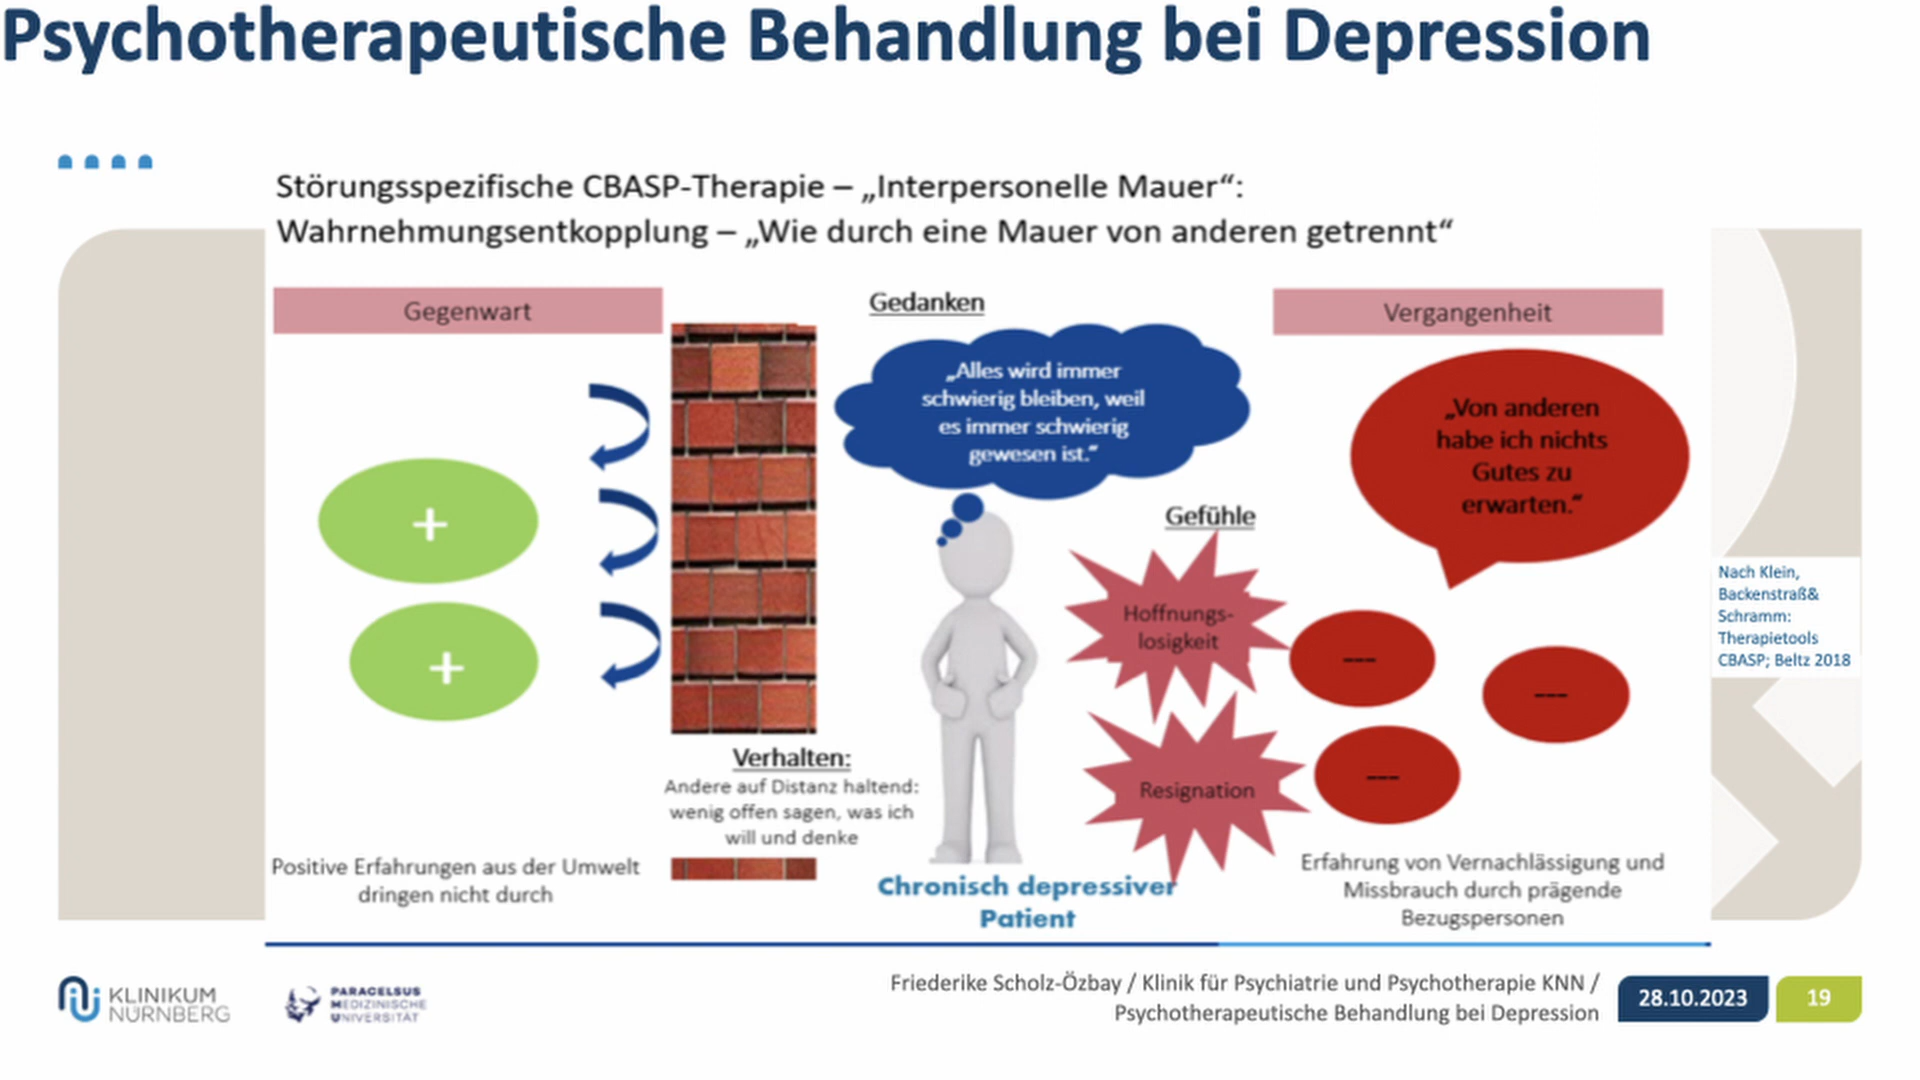 Psychotherapeutische Behandlung bei Depression
Störungsspezifische CBASP-Therapie – „Interpersonelle Mauer“:
Wahrnehmungsentkopplung – „Wie durch eine Mauer von anderen getrennt“
Gegenwart
+
+
Positive Erfahrungen aus der Umwelt
dringen nicht durch
Verhalten:
Andere auf Distanz haltend:
wenig offen sagen, was ich
will und denke
Gedanken
„Alles wird immer
schwierig bleiben, weil
es immer schwierig
gewesen ist.“
Gefühle
Hoffnungs-
losigkeit
Resignation
Chronisch depressiver
Patient
Vergangenheit
„Von anderen
habe ich nichts
Gutes zu
erwarten.“
---
---
---
Erfahrung von Vernachlässigung und
Missbrauch durch prägende
Bezugspersonen
Nach Klein,
Backenstraß&
Schramm:
Therapietools
CBASP; Beltz 2018
KLINIKUM
NÜRNBERG
PARACELSUS
MEDIZINISCHE
UNIVERSITÄT
Friederike Scholz-Özbay / Klinik für Psychiatrie und Psychotherapie KNN /
Psychotherapeutische Behandlung bei Depression
28.10.2023
19